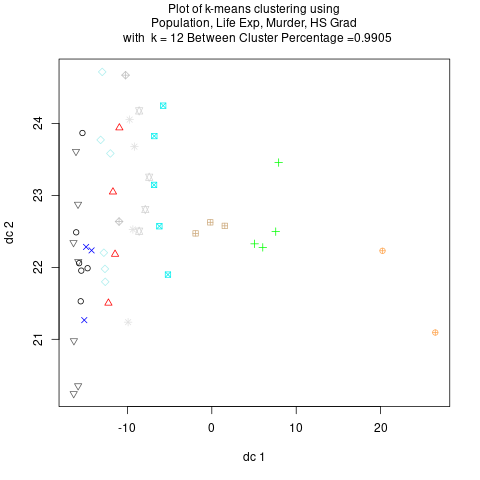 Plot of k-means clustering using
Population, Life Exp, Murder, HS Grad
with k = 12 Between Cluster Percentage =0.9905
24
23
22
21
dc 2
-10 0 10 20
dc 1